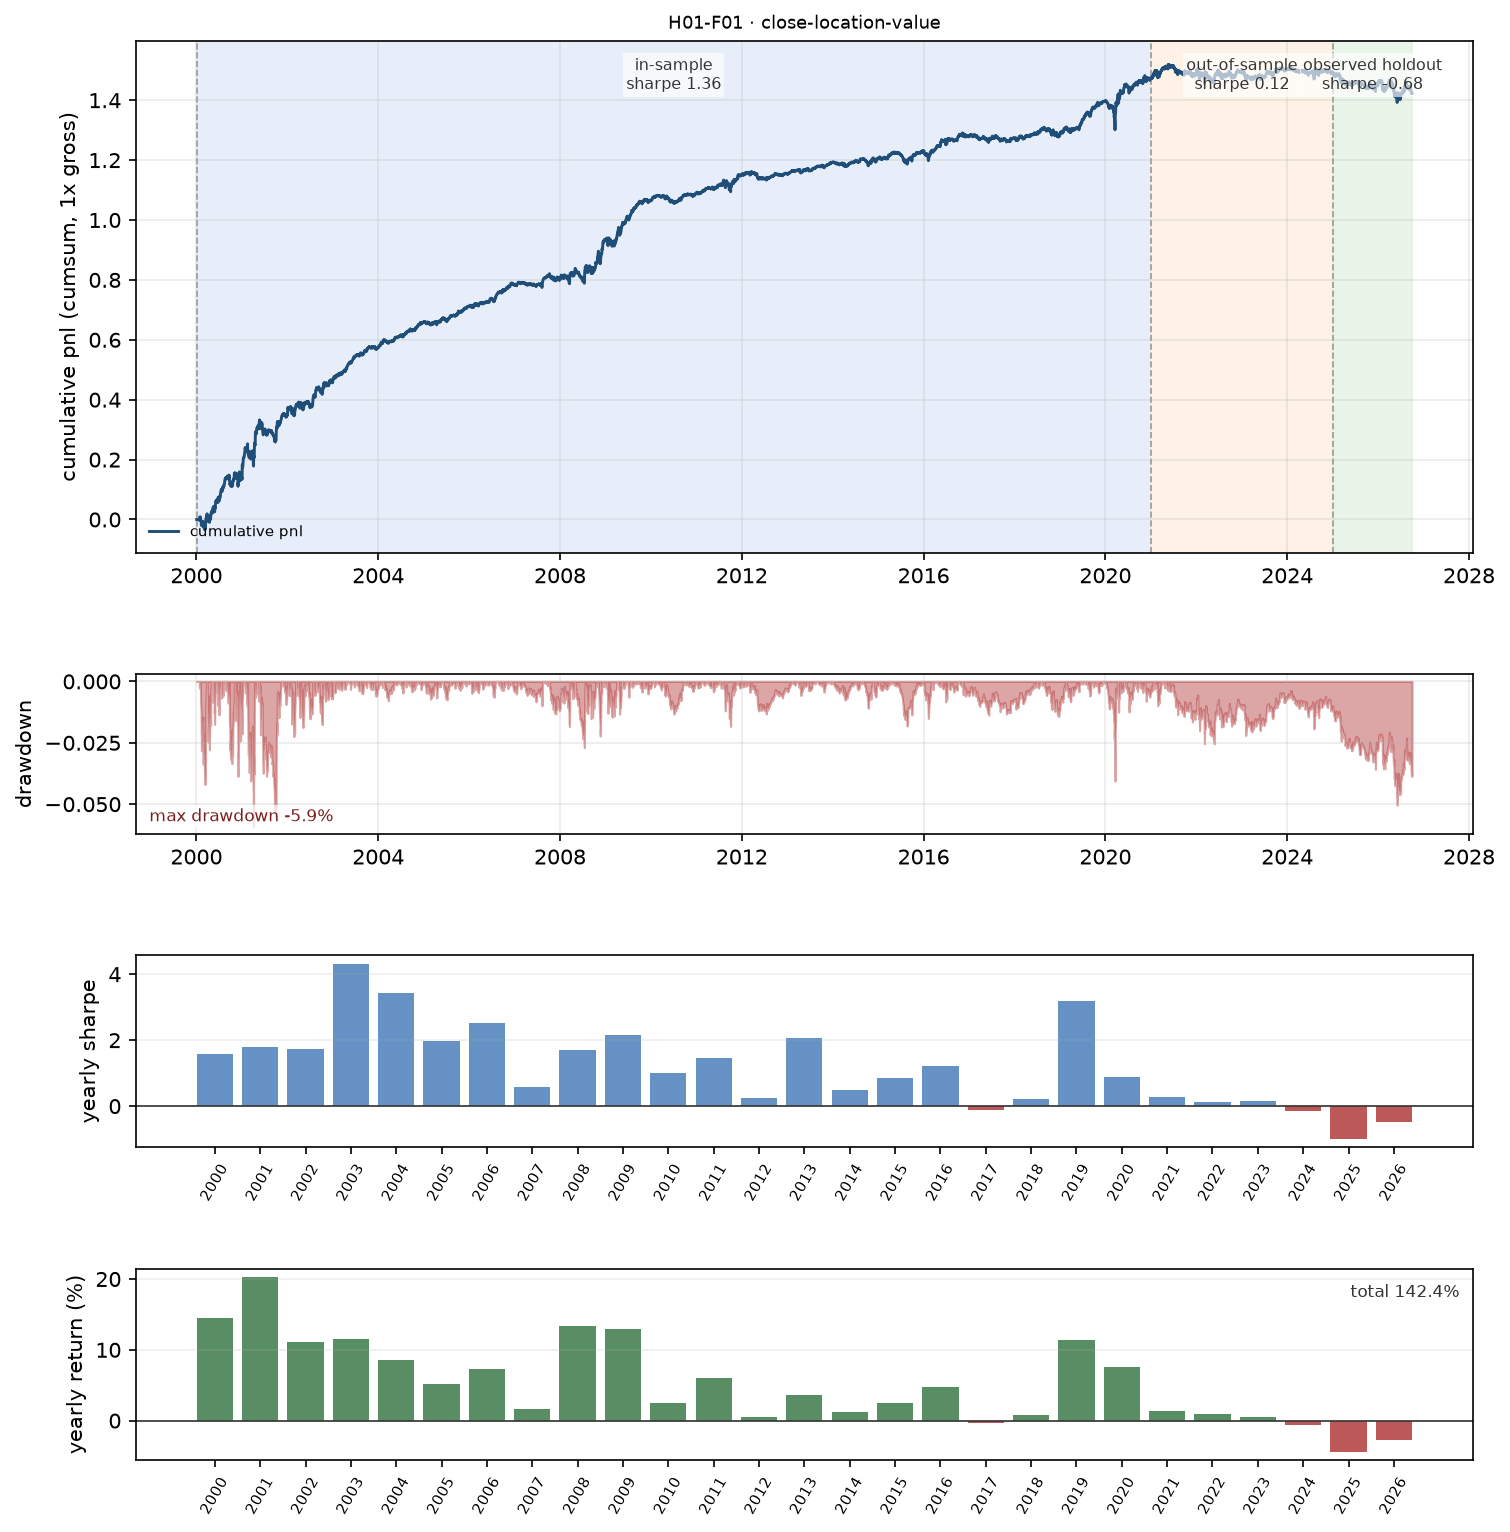 H01-F01 · close-location-value
cumulative pnl (cumsum, 1x gross)
1.4
1.2
1.0
0.8
0.6
0.4
0.2
0.0
in-sample
sharpe 1.36
out-of-sample
sharpe 0.12
observed holdout
sharpe -0.68
cumulative pnl
2000 2004 2008 2012 2016 2020 2024 2028
drawdown
0.000
−0.025
−0.050
max drawdown -5.9%
2000 2004 2008 2012 2016 2020 2024 2028
yearly sharpe
4
2
0
2000 2001 2002 2003 2004 2005 2006 2007 2008 2009 2010 2011 2012 2013 2014 2015 2016 2017 2018 2019 2020 2021 2022 2023 2024 2025 2026
yearly return (%)
20
10
0
total 142.4%
2000 2001 2002 2003 2004 2005 2006 2007 2008 2009 2010 2011 2012 2013 2014 2015 2016 2017 2018 2019 2020 2021 2022 2023 2024 2025 2026